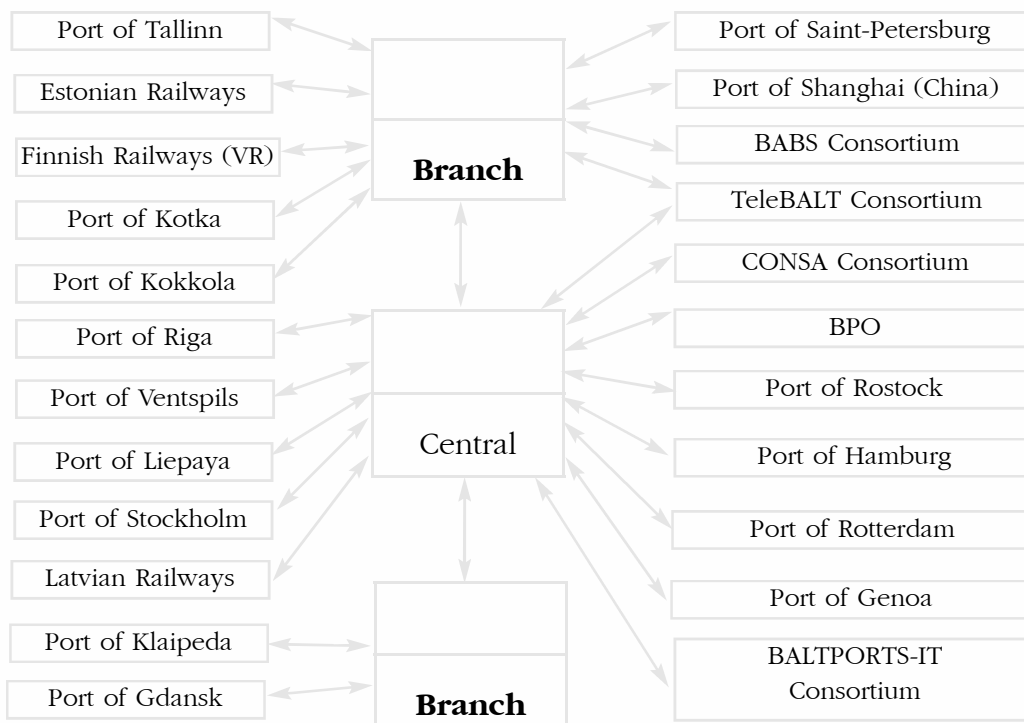 Port of Tallinn
Estonian Railways
Finnish Railways (VR)
Port of Kotka
Port of Kokkola
Port of Riga
Port of Ventspils
Port of Liepaya
Port of Stockholm
Latvian Railways
Port of Klaipeda
Port of Gdansk
Branch
Central
Branch
Port of Saint-Petersburg
Port of Shanghai (China)
BABS Consortium
TeleBALT Consortium
CONSA Consortium
BPO
Port of Rostock
Port of Hamburg
Port of Rotterdam
Port of Genoa
BALTPORTS-IT
Consortium